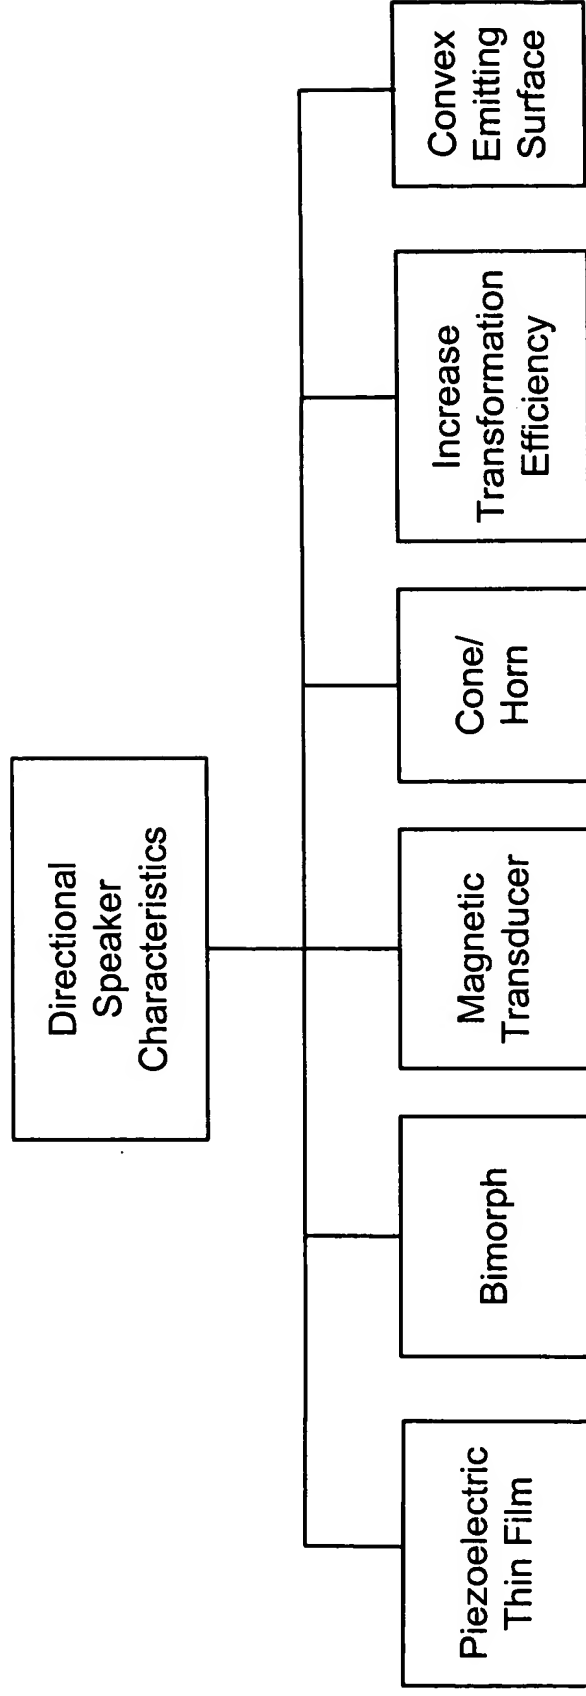 Directional
Speaker
Characteristics
Piezoelectric
Thin Film
Bimorph
Magnetic
Transducer
Cone/
Horn
Increase
Transformation
Efficiency
Convex
Emitting
Surface